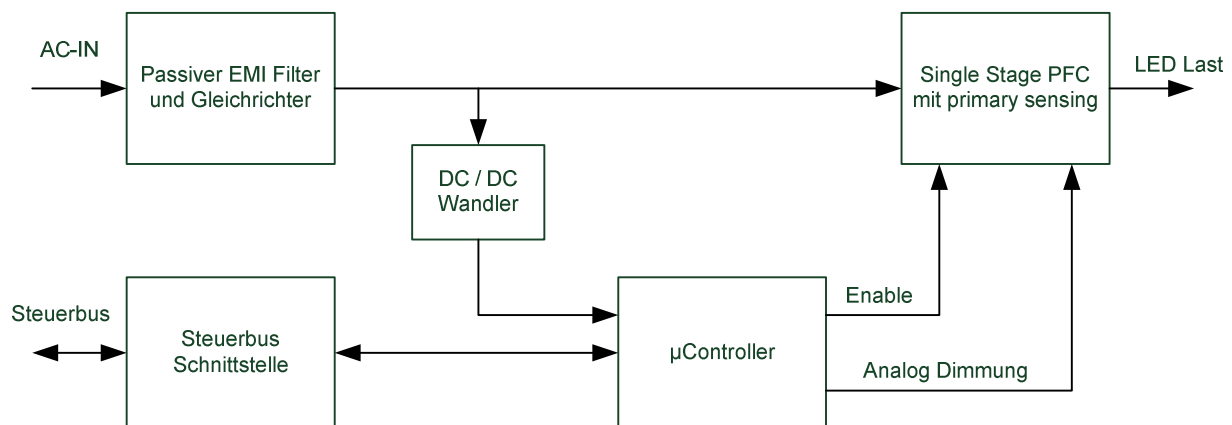 AC-IN
Passiver EMI Filter
und Gleichrichter
Single Stage PFC
mit primary sensing
LED Last
DC / DC
Wandler
Steuerbus
Steuerbus
Schnittstelle
µController
Enable
Analog Dimmung